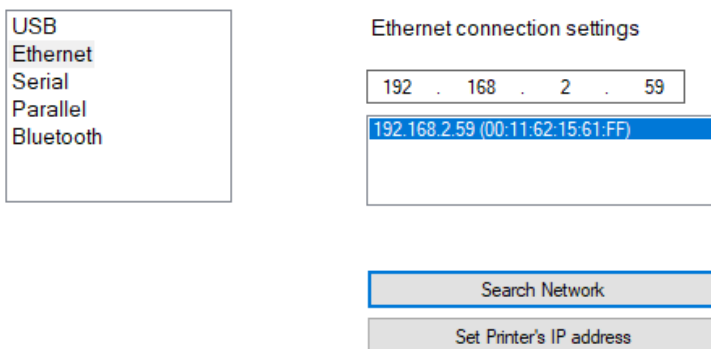 USB
Ethernet
Serial
Parallel
Bluetooth
Ethernet connection settings
192 . 168 . 2 . 59
192.168.2.59 (00:11:62:15:61:FF)
Search Network
Set Printer's IP address